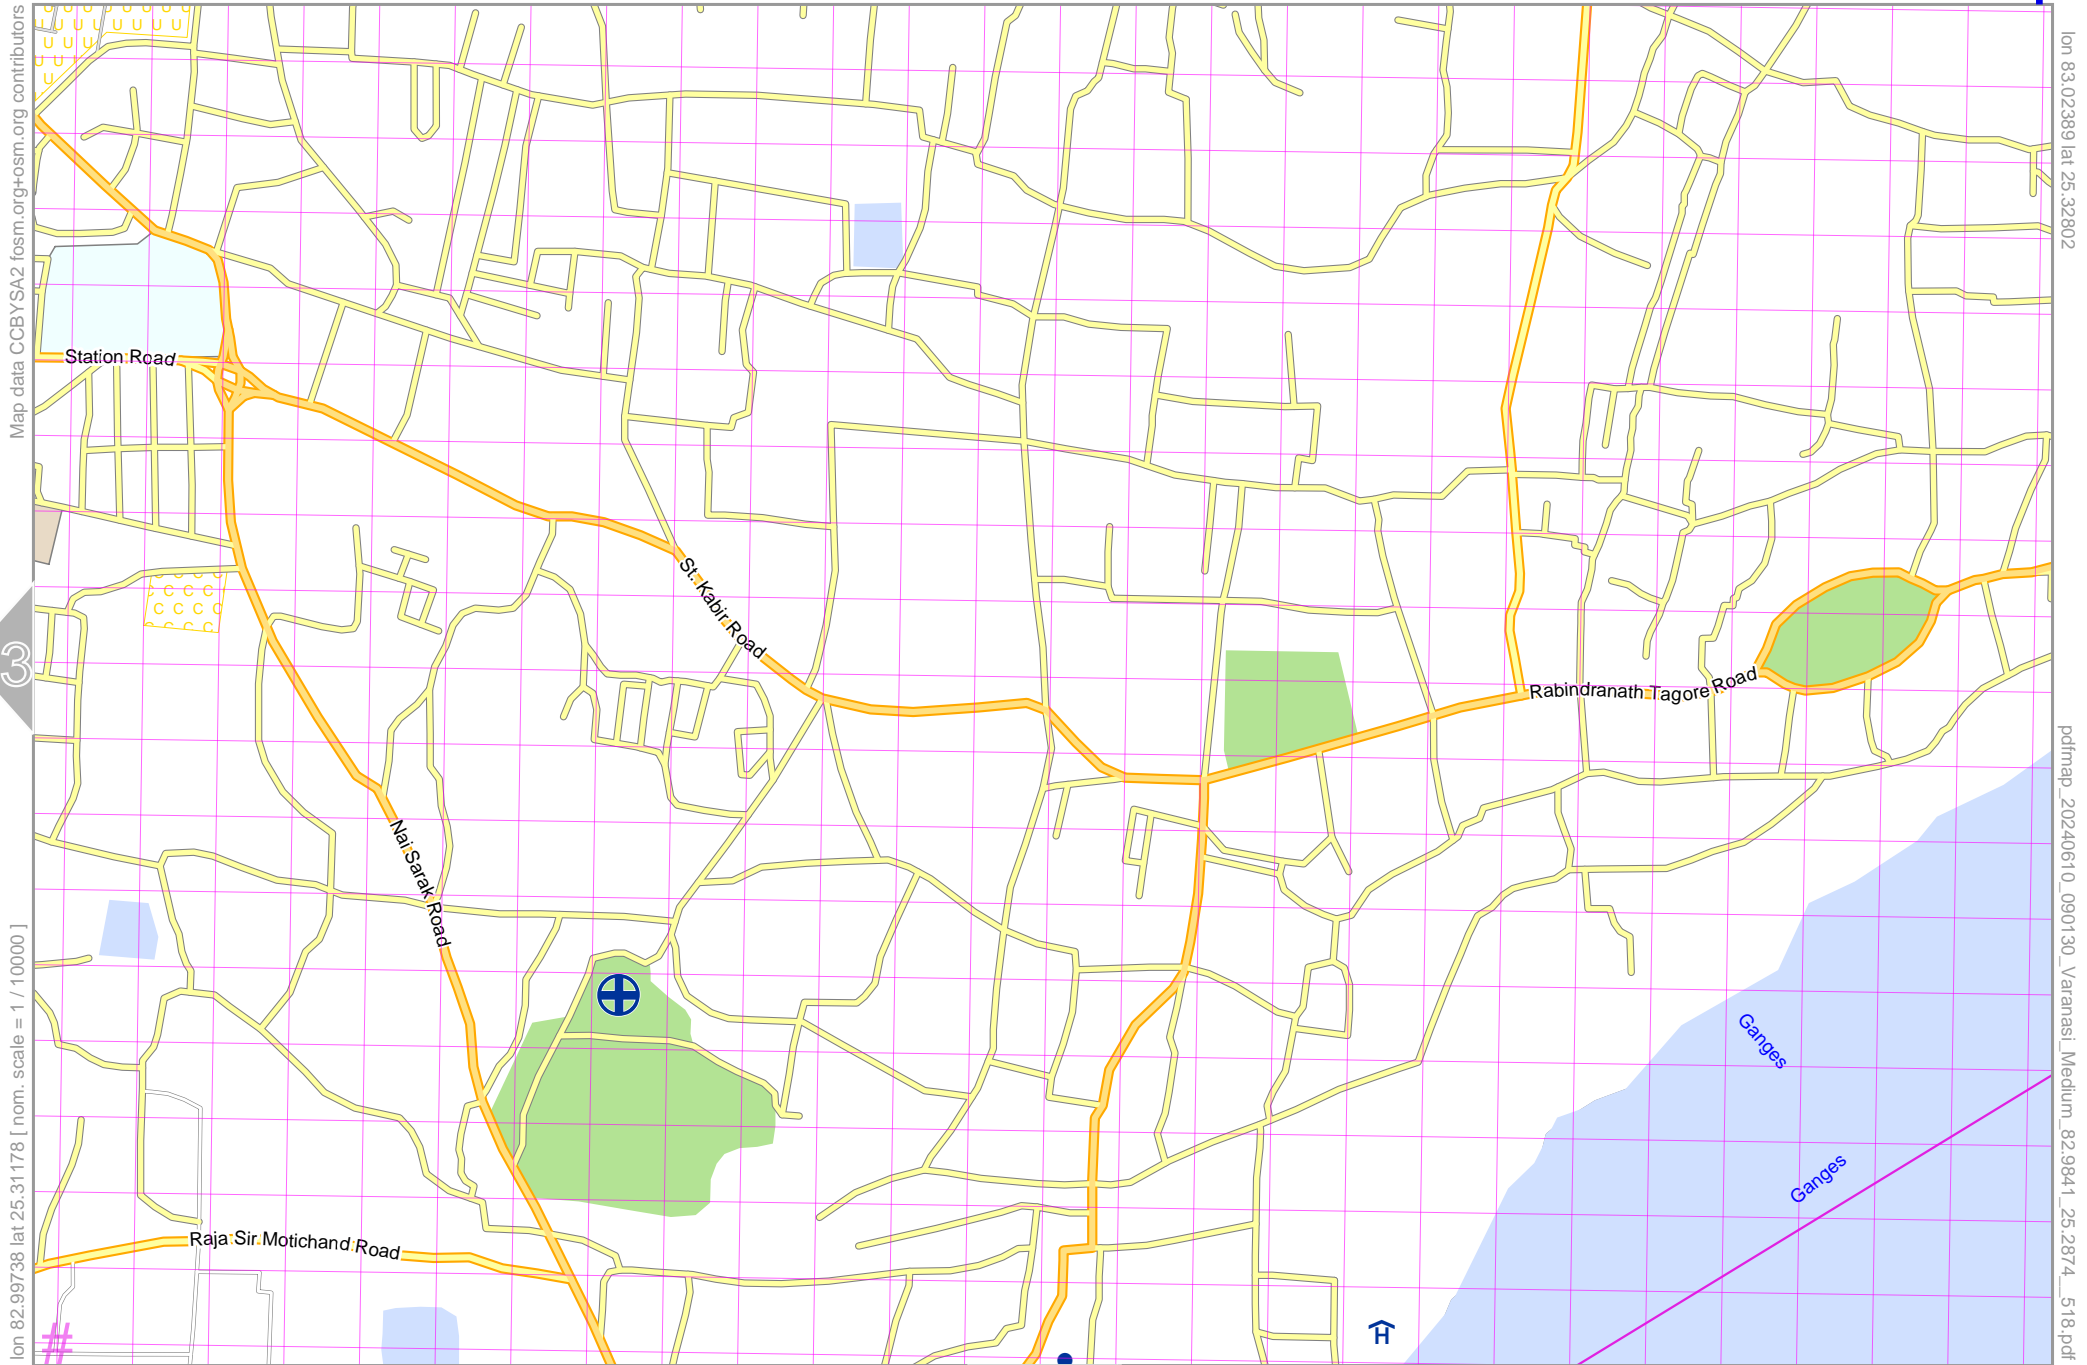 Map data CCBYSA2 fosm.org+osm.org contributors
lon 82.99738 lat 25.31178 [ nom. scale = 1 / 10000 ]
lon 83.02389 lat 25.32802
pdfmap_20240610_090130_Varanasi_Medium_82.9841_25.2874__518.pdf
U U U U
U U U U
U U U
U
Station Road
C C C C
C C C C
C C C C
3
St. Kabir Road
Rabindranath Tagore Road
Nai Sarak Road
Ganges
Ganges
Raja Sir Motichand Road
#
H